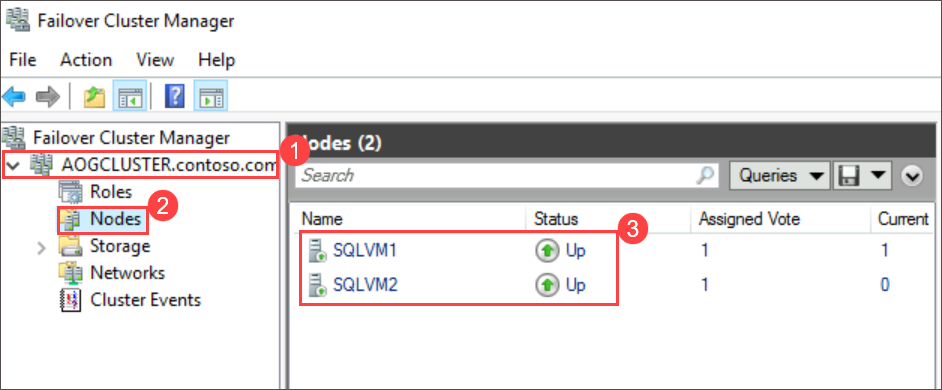 Failover Cluster Manager
File Action View Help
Failover Cluster Manager
AOGCLUSTER.contoso.com
1
Roles
Nodes
2
Storage
Networks
Cluster Events
Nodes (2)
Search
Queries
Name Status Assigned Vote Current
3
SQLVM1 Up 1 1
SQLVM2 Up 1 0